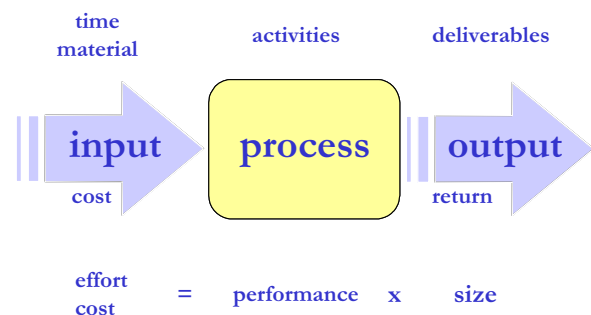 time
material
activities
deliverables
input
process
output
cost
return
effort
cost
= performance x size